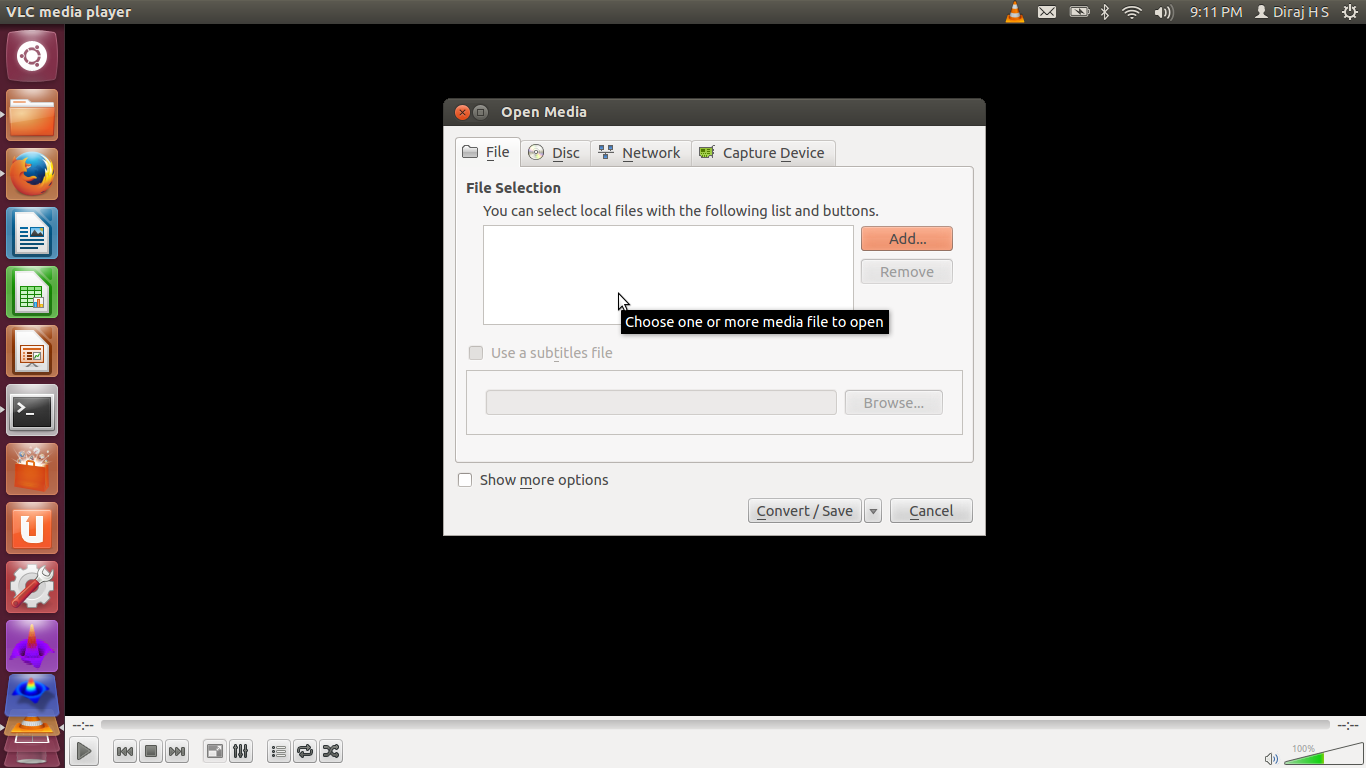 VLC media player
9:11 PM Diraj H S
Open Media
File Disc Network Capture Device
File Selection
You can select local files with the following list and buttons.
Add...
Remove
Choose one or more media file to open
Use a subtitles file
Browse...
Show more options
Convert / Save Cancel
--:-- --:--
100%